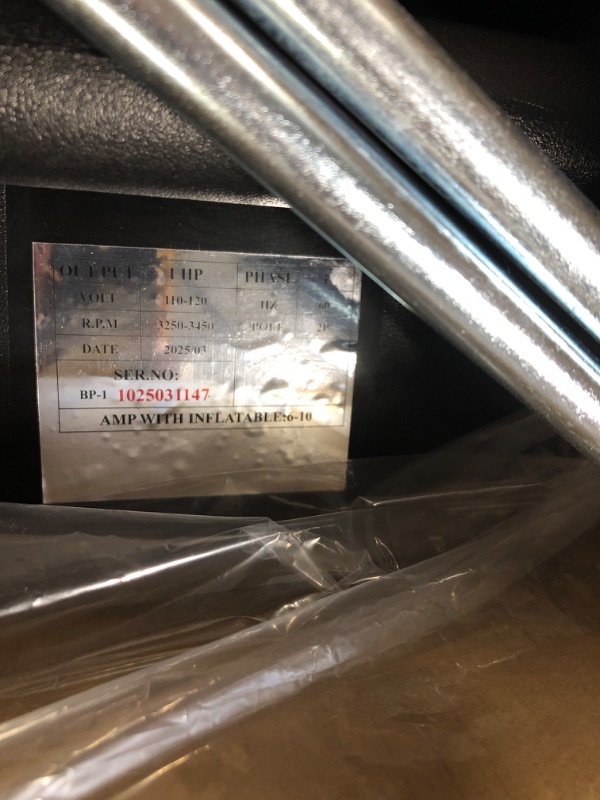 OUTPUT 1 HP PHASE
VOLT 110-120 HZ 60
R.P.M 3250-3450 POLE 2P
DATE 2025/03
SER.NO:
BP-1 1025031147
AMP WITH INFLATABLE:6-10